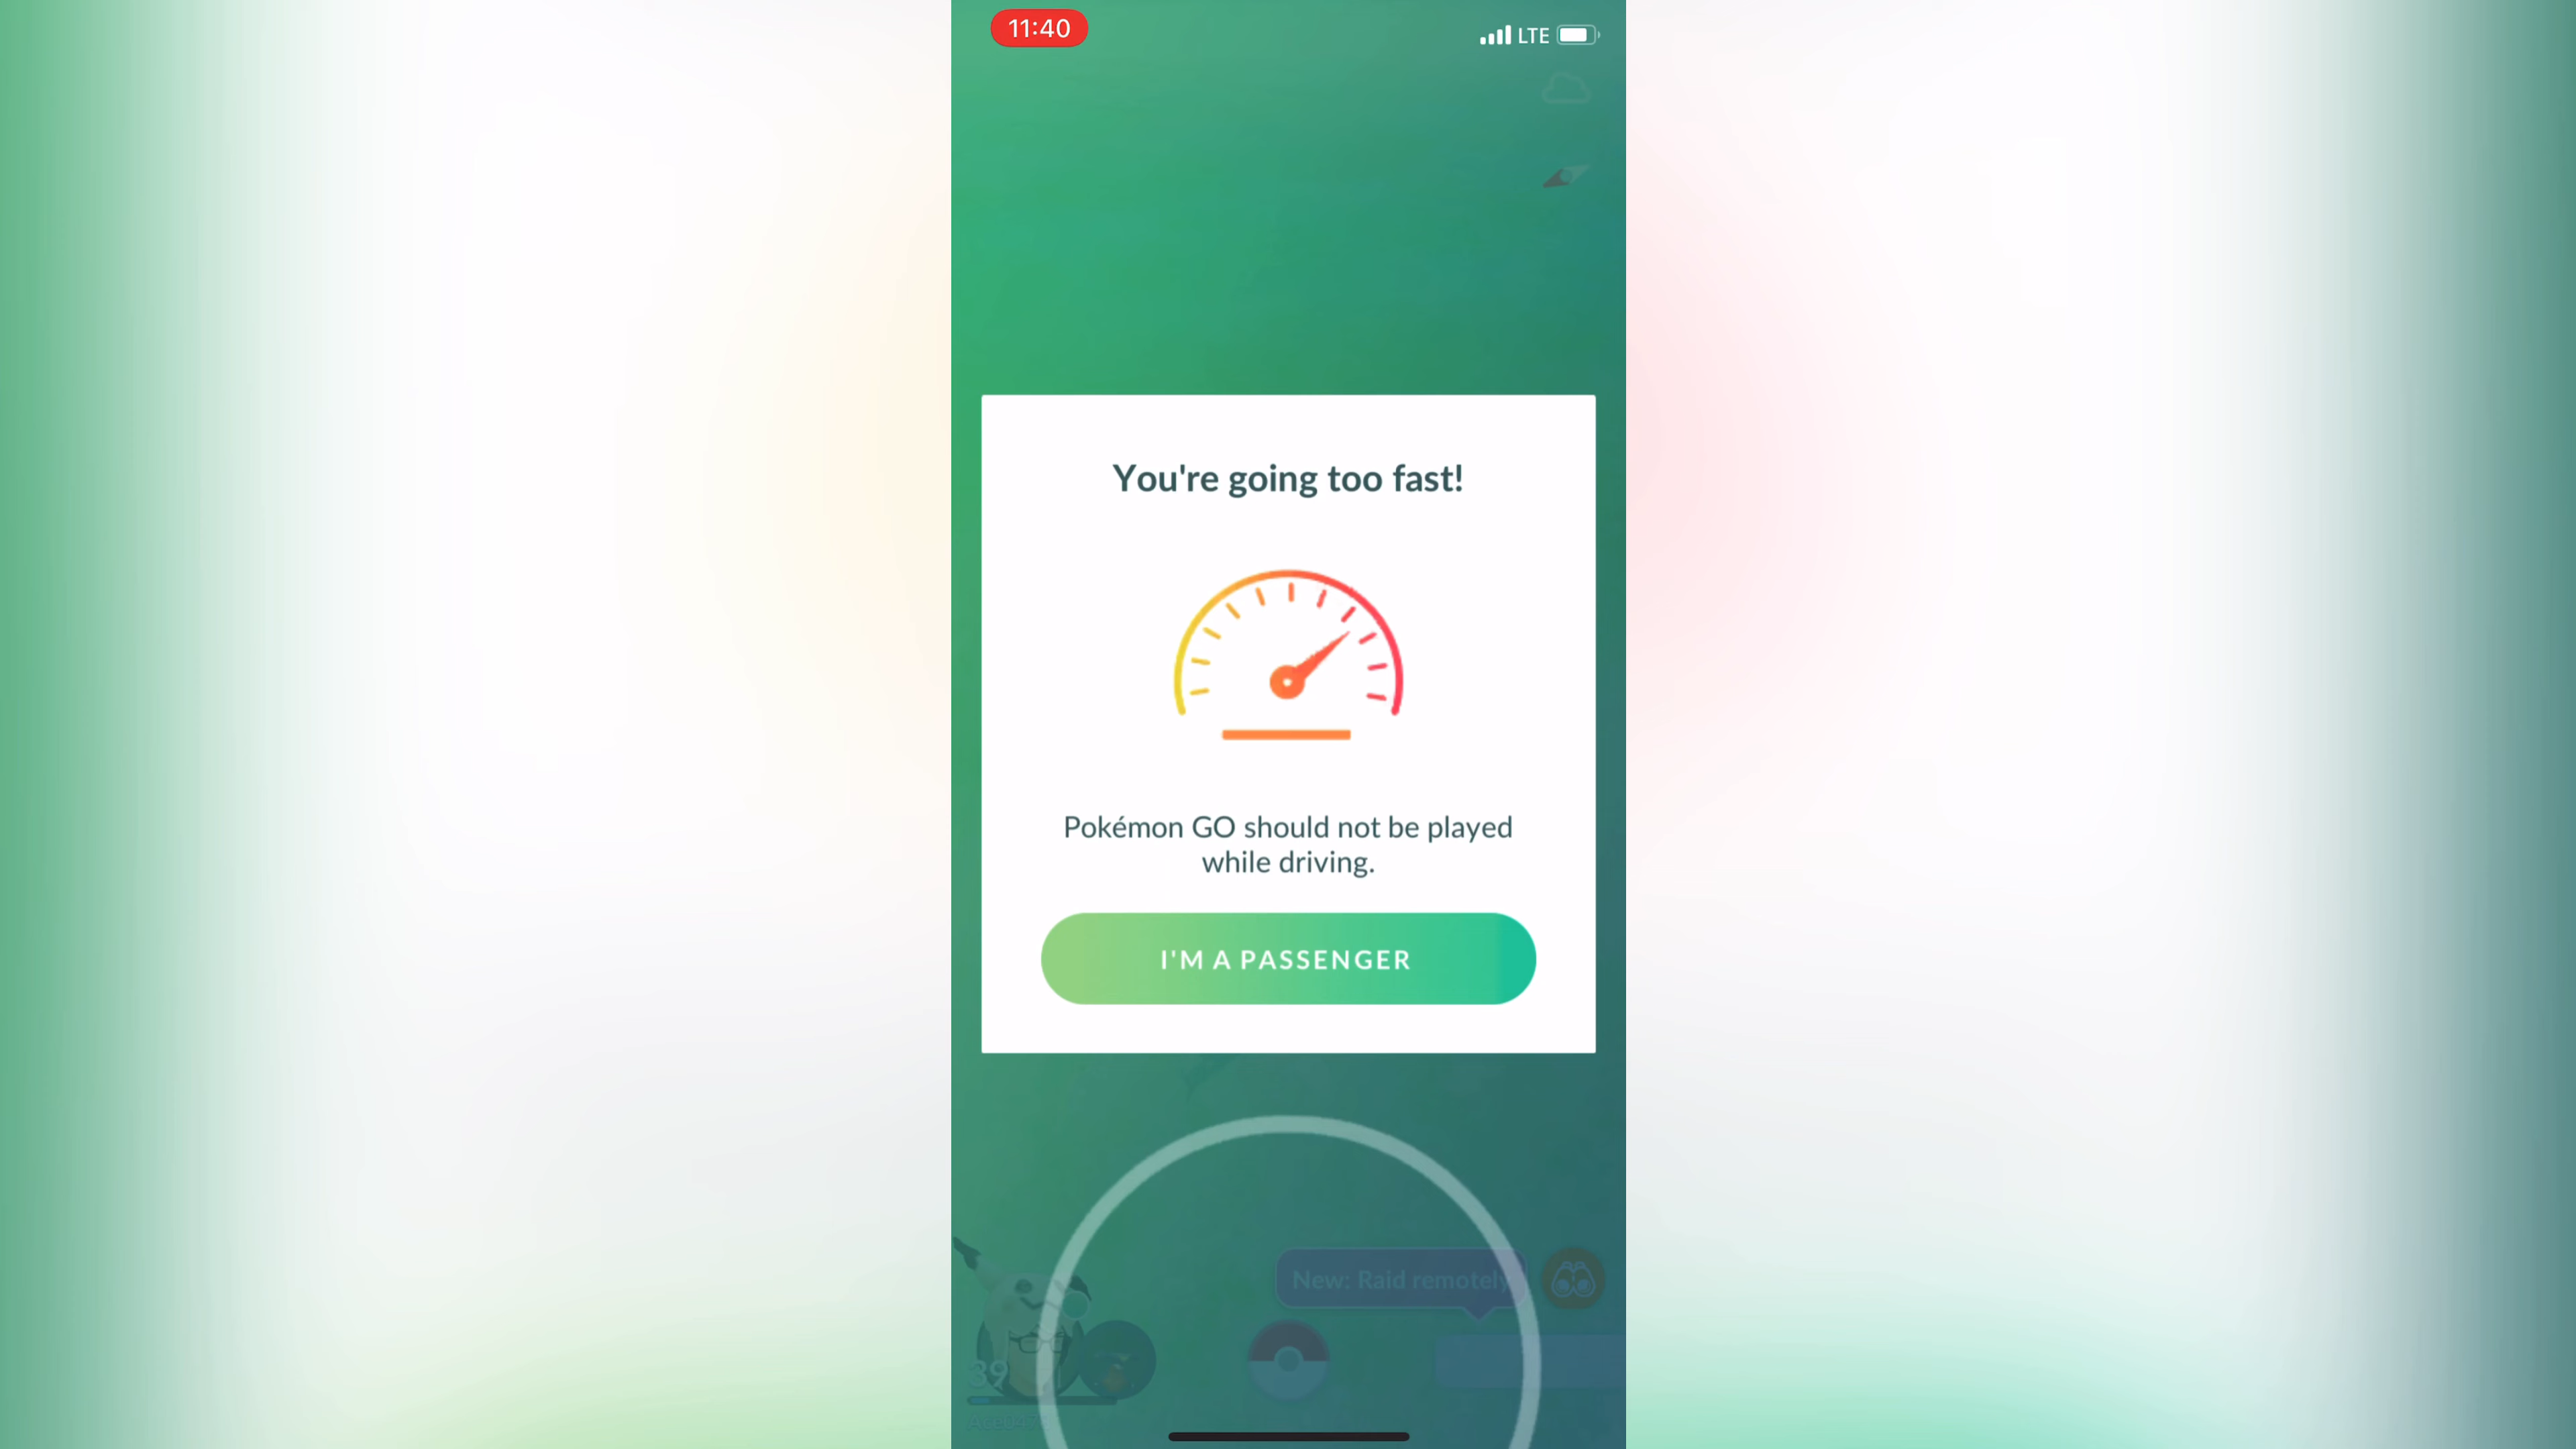 11:40
LTE
You're going too fast!
Pokémon GO should not be played
while driving.
I'M A PASSENGER
New: Raid remotely
39